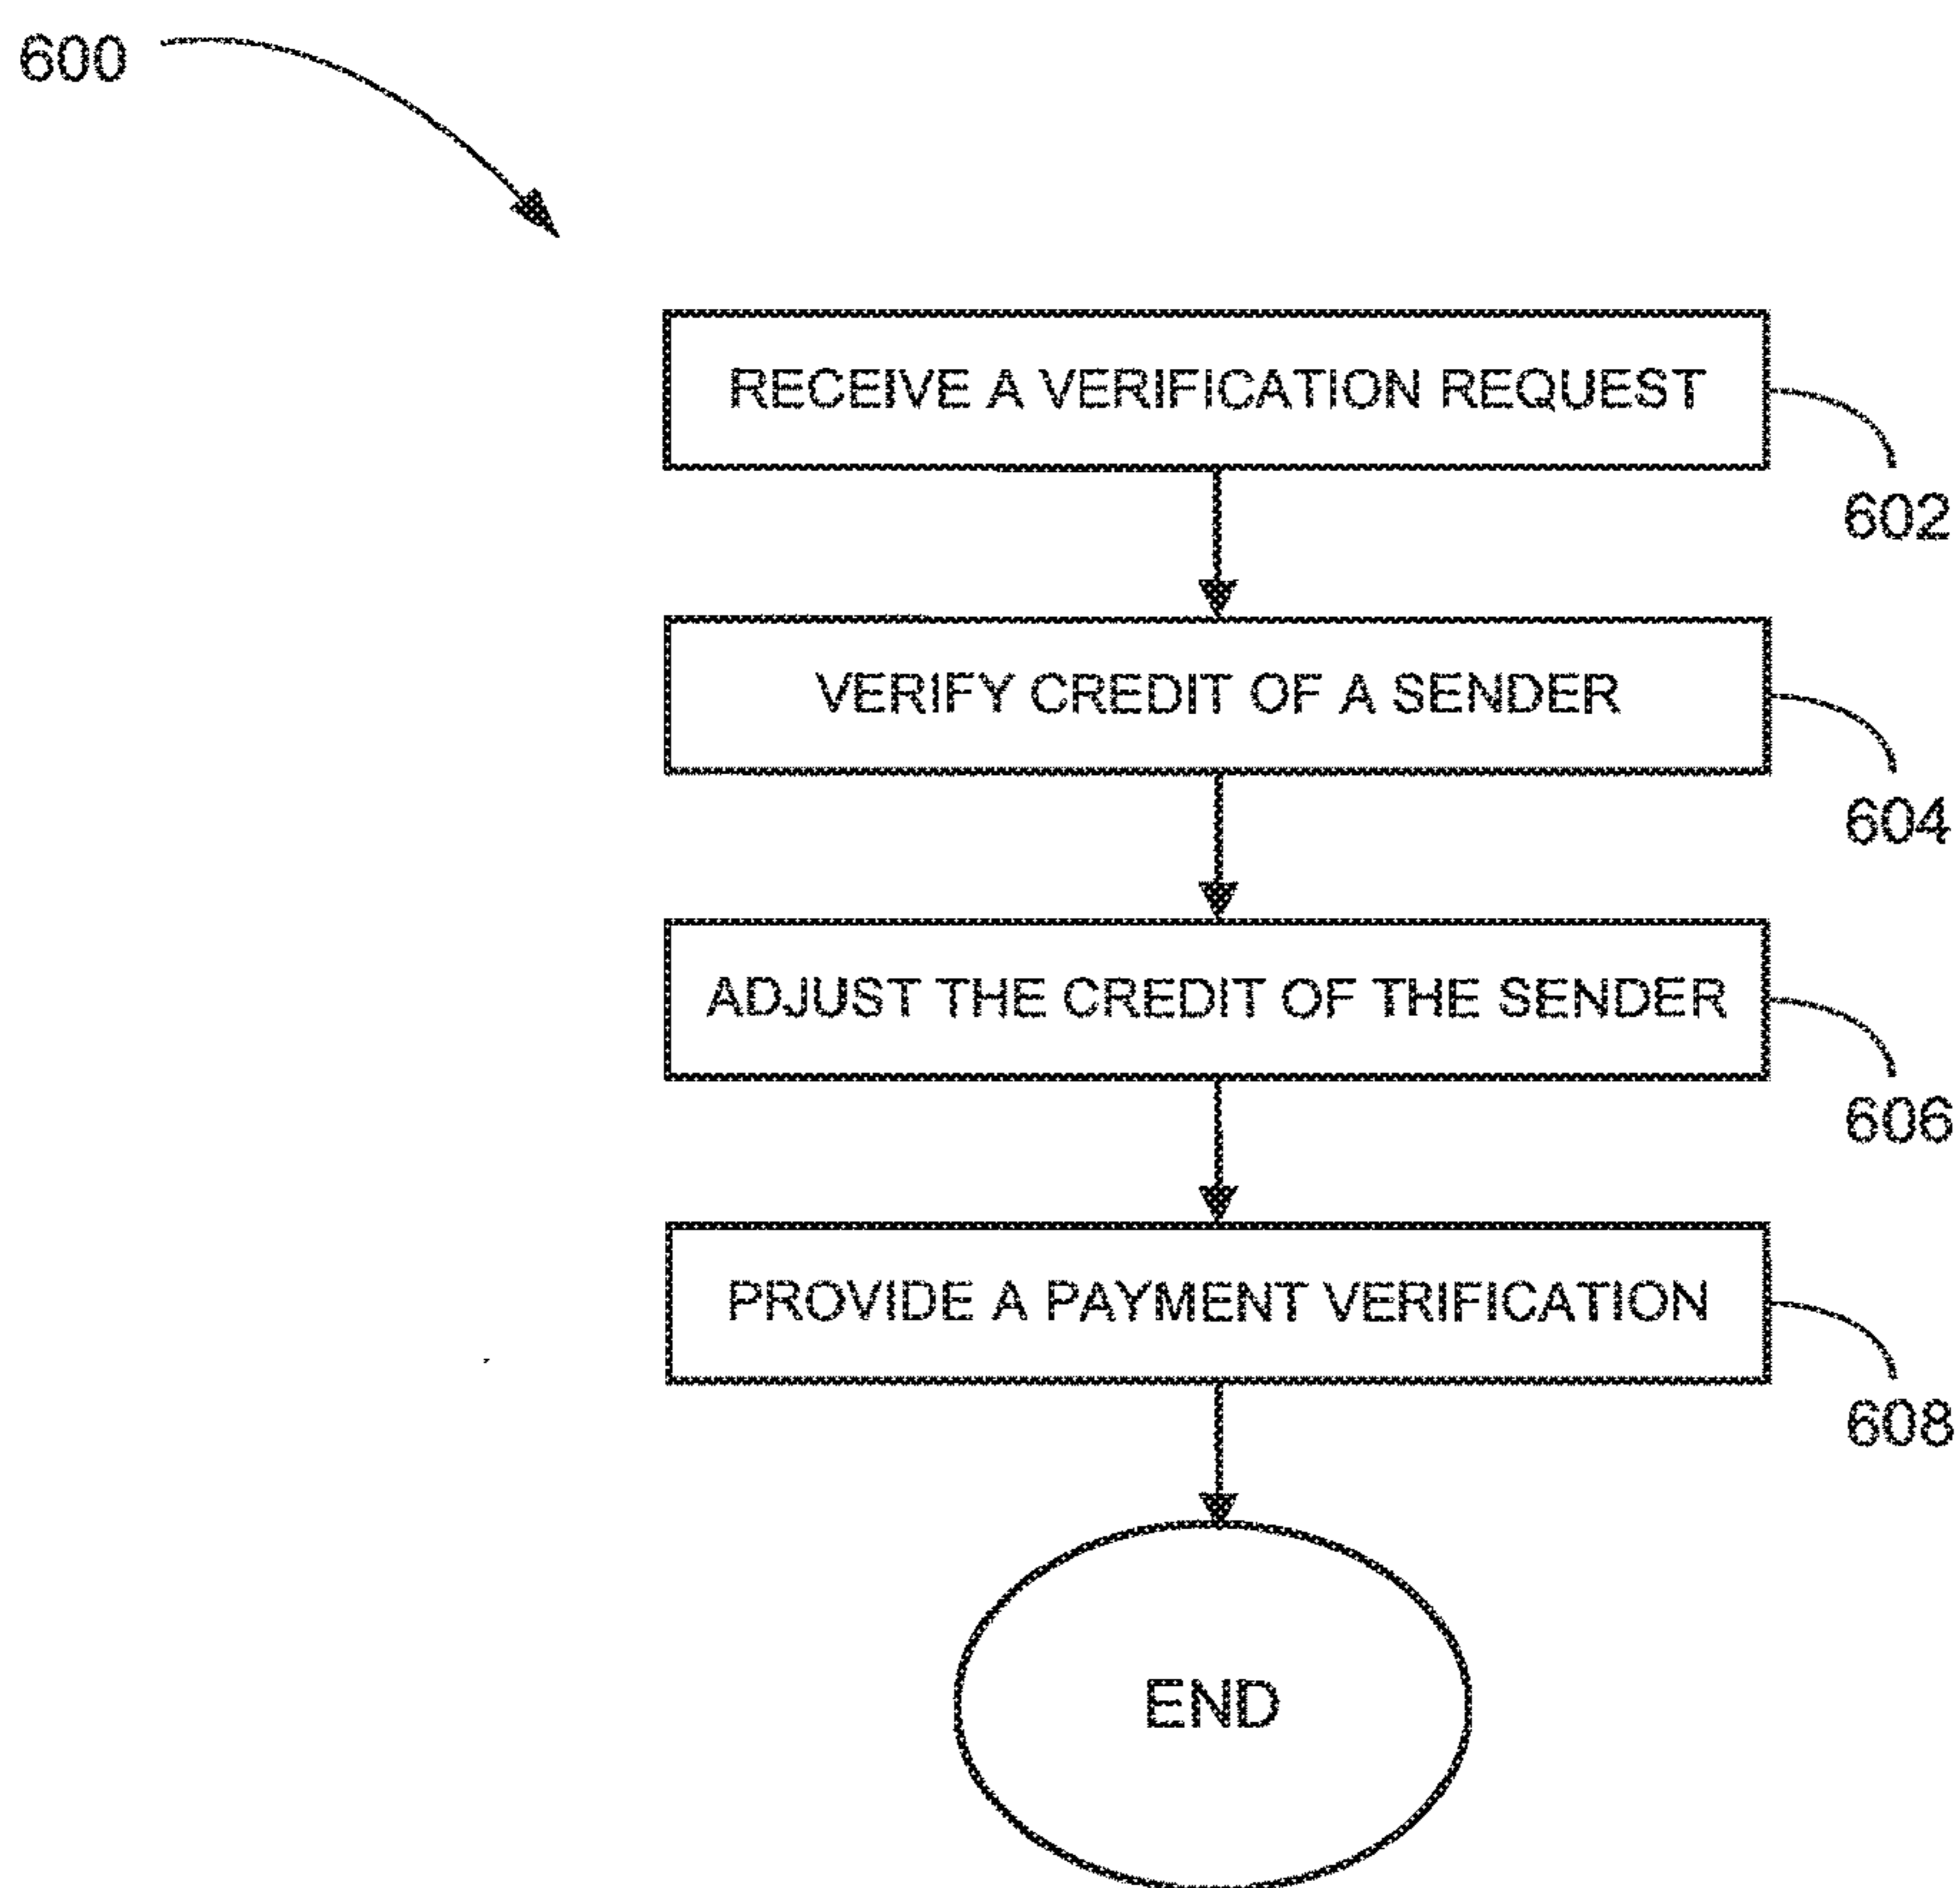 600
RECEIVE A VERIFICATION REQUEST
602
VERIFY CREDIT OF A SENDER
604
ADJUST THE CREDIT OF THE SENDER
606
PROVIDE A PAYMENT VERIFICATION
608
END